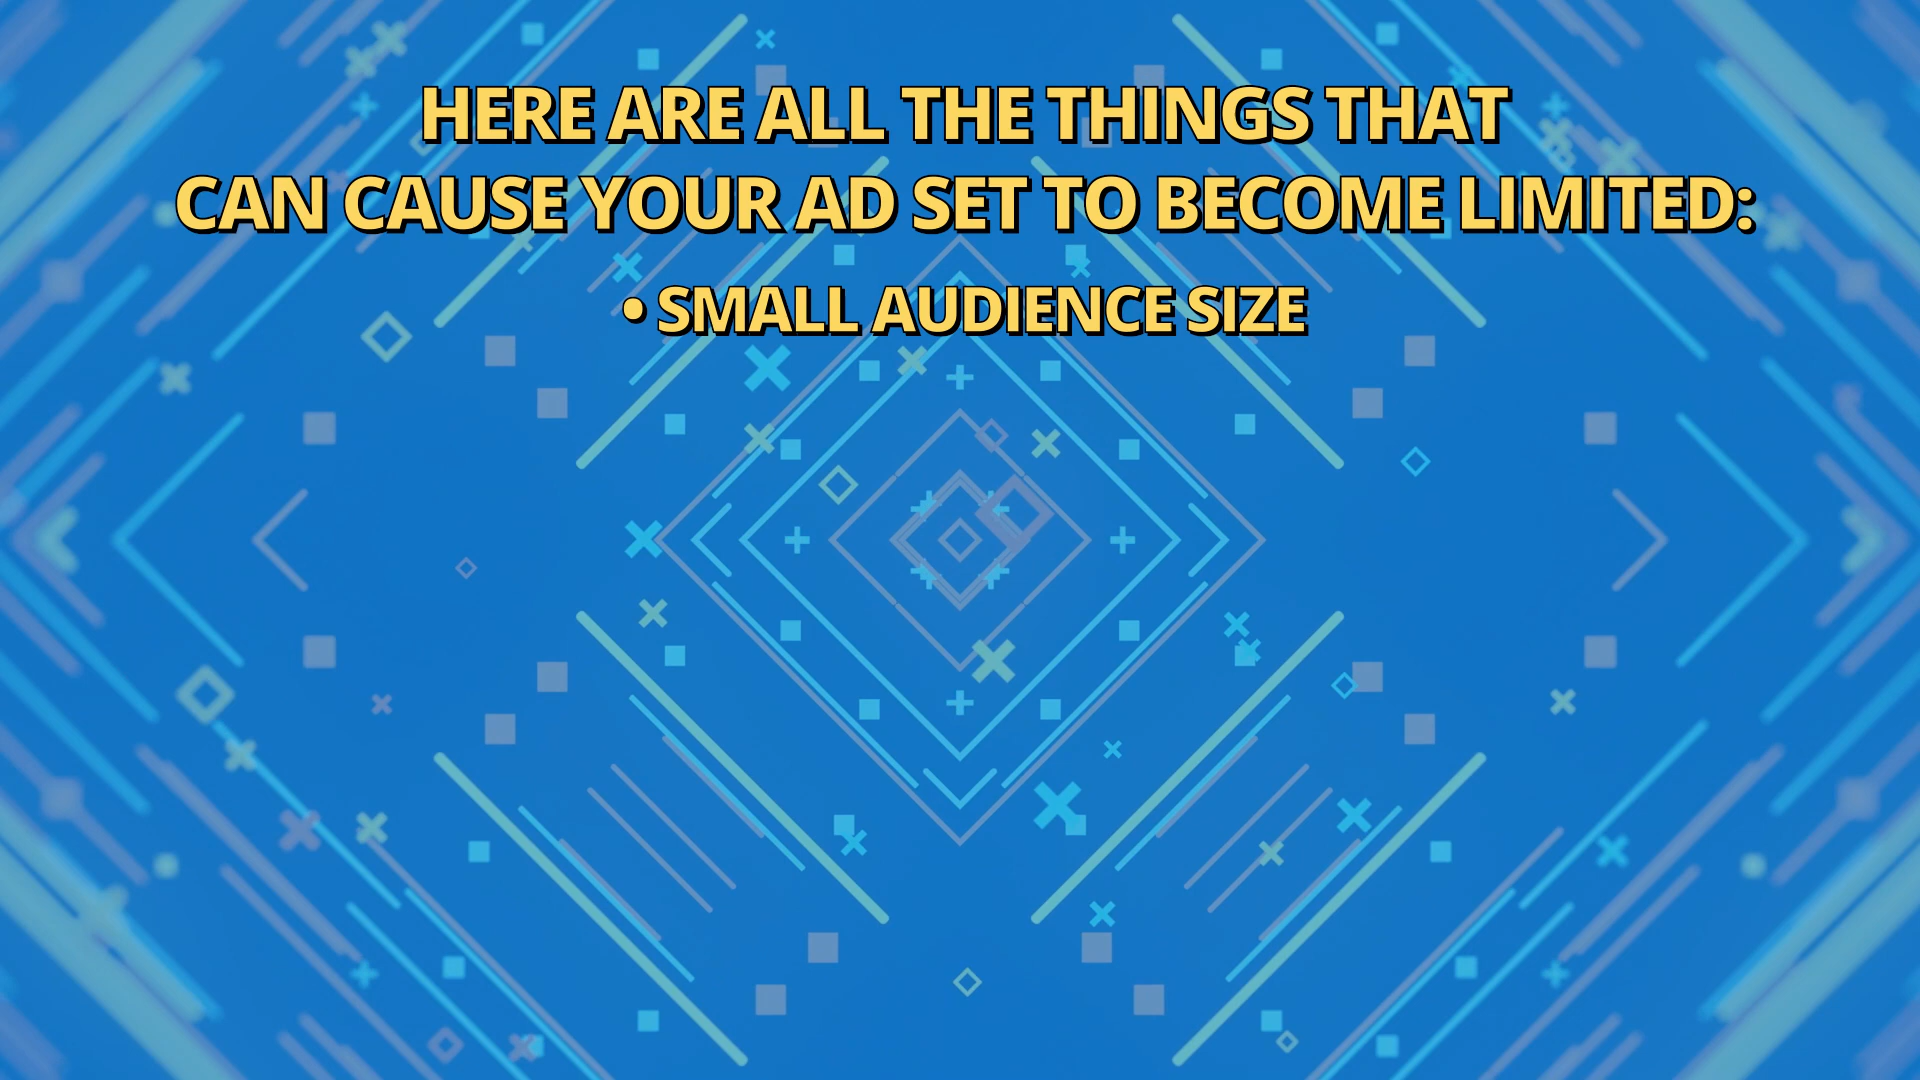 HERE ARE ALL THE THINGS THAT
CAN CAUSE YOUR AD SET TO BECOME LIMITED:
• SMALL AUDIENCE SIZE